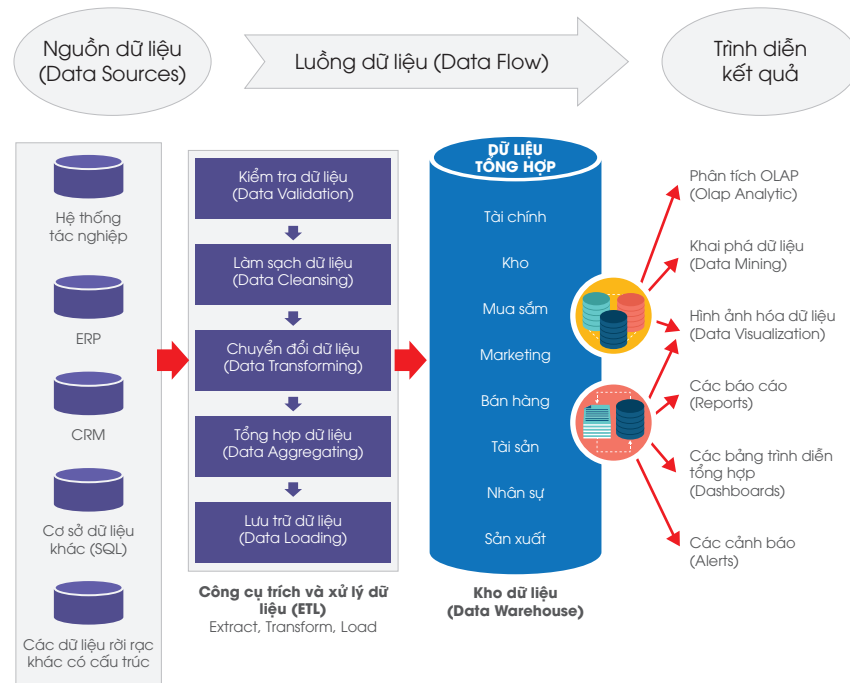 Nguồn dữ liệu
(Data Sources)
Luồng dữ liệu (Data Flow)
Trình diễn
kết quả
Hệ thống
tác nghiệp
ERP
CRM
Cơ sở dữ liệu
khác (SQL)
Các dữ liệu rời rạc
khác có cấu trúc
Kiểm tra dữ liệu
(Data Validation)
Làm sạch dữ liệu
(Data Cleansing)
Chuyển đổi dữ liệu
(Data Transforming)
Tổng hợp dữ liệu
(Data Aggregating)
Lưu trữ dữ liệu
(Data Loading)
Công cụ trích và xử lý dữ
liệu (ETL)
Extract, Transform, Load
DỮ LIỆU
TỔNG HỢP
Tài chính
Kho
Mua sắm
Marketing
Bán hàng
Tài sản
Nhân sự
Sản xuất
Kho dữ liệu
(Data Warehouse)
Phân tích OLAP
(Olap Analytic)
Khai phá dữ liệu
(Data Mining)
Hình ảnh hóa dữ liệu
(Data Visualization)
Các báo cáo
(Reports)
Các bảng trình diễn
tổng hợp
(Dashboards)
Các cảnh báo
(Alerts)